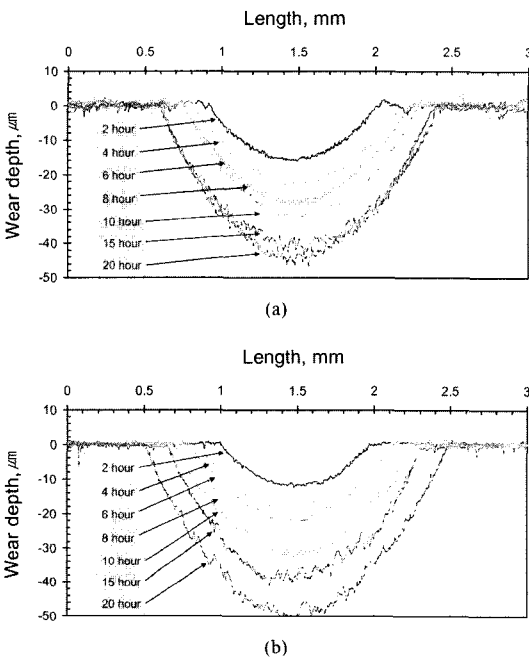 Length, mm
0 0.5 1 1.5 2 2.5 3
10
0
-10
-20
-30
-40
-50
Wear depth, ㎛
2 hour
4 hour
6 hour
8 hour
10 hour
15 hour
20 hour
(a)
Length, mm
0 0.5 1 1.5 2 2.5 3
10
0
-10
-20
-30
-40
-50
Wear depth, ㎛
2 hour
4 hour
6 hour
8 hour
10 hour
15 hour
20 hour
(b)